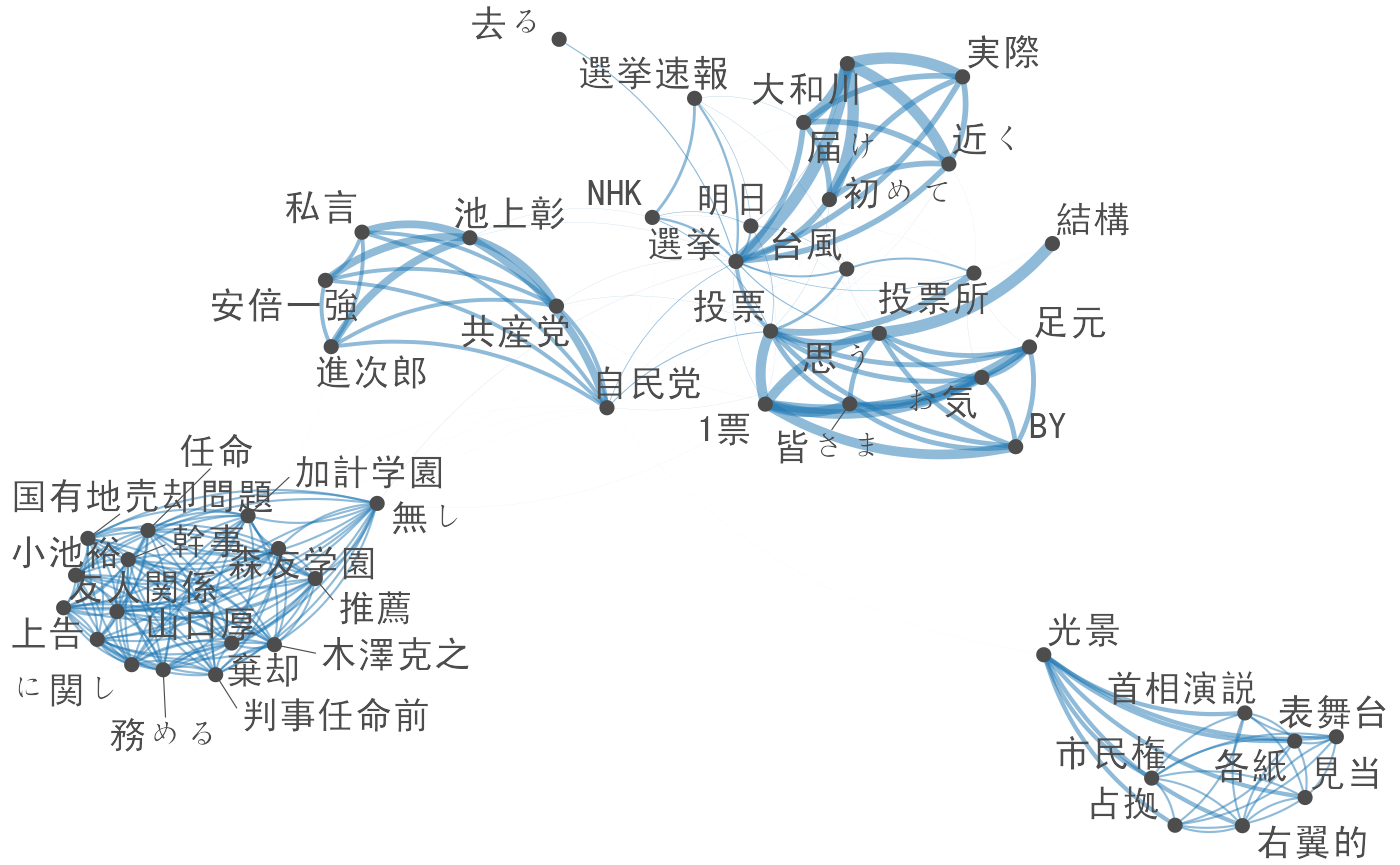 去る
選挙速報
大和川
実際
届け
近く
NHK
明日
初めて
私言
池上彰
選挙
台風
結構
安倍一強
共産党
投票
投票所
進次郎
自民党
思う
足元
1票
皆さま
お気
BY
任命
加計学園
国有地売却問題
無し
小池裕
幹事
森友学園
友人関係
推薦
上告
山口厚
木澤克之
に関し
棄却
務める
判事任命前
光景
首相演説
表舞台
市民権
各紙
見当
占拠
右翼的